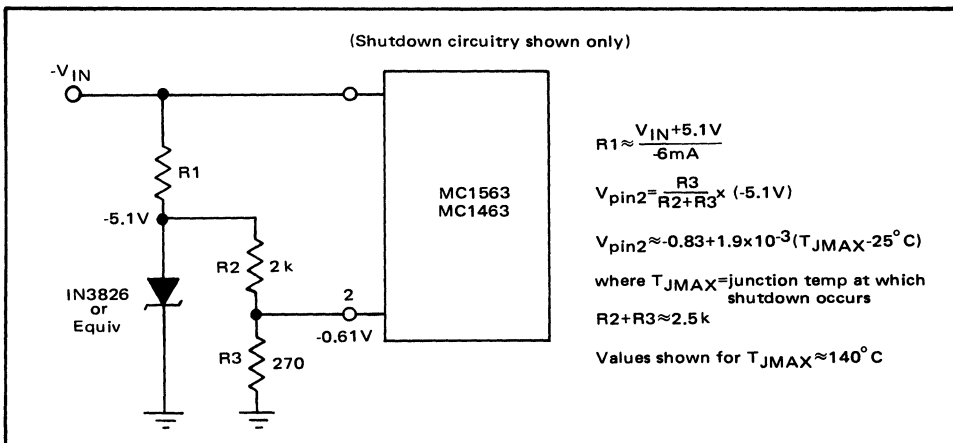 (Shutdown circuitry shown only)
-VIN
R1
-5.1V
IN3826
or
Equiv
R2
2 k
2
-0.61V
R3
270
MC1563
MC1463
R1≈ VIN+5.1V / -6mA
Vpin2= R3 / R2+R3 x (-5.1V)
Vpin2≈-0.83+1.9x10-3(TJMAX-25°C)
where TJMAX=junction temp at which
shutdown occurs
R2+R3≈2.5k
Values shown for TJMAX≈140°C